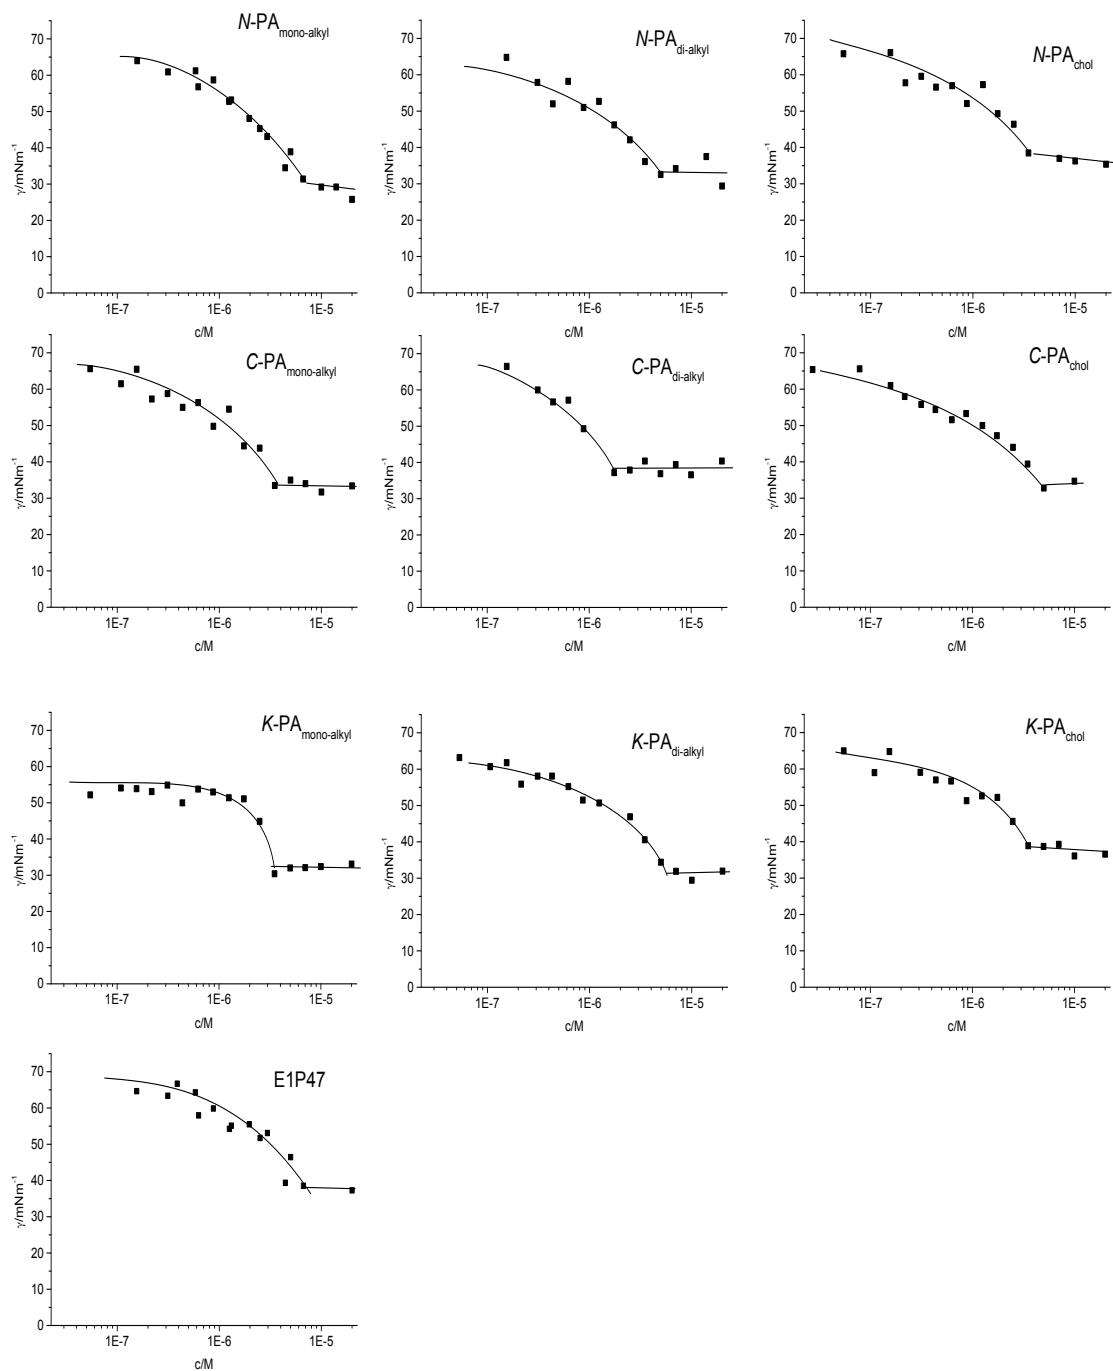 N-PAmono-alkyl
70
60
50
40
30
20
10
0
γ/mNm-1
1E-7 1E-6 1E-5
c/M
N-PAdi-alkyl
70
60
50
40
30
20
10
0
γ/mNm-1
1E-7 1E-6 1E-5
c/M
N-PAchol
70
60
50
40
30
20
10
0
γ/mNm-1
1E-7 1E-6 1E-5
c/M
C-PAmono-alkyl
70
60
50
40
30
20
10
0
γ/mNm-1
1E-7 1E-6 1E-5
c/M
C-PAdi-alkyl
70
60
50
40
30
20
10
0
γ/mNm-1
1E-7 1E-6 1E-5
c/M
C-PAchol
70
60
50
40
30
20
10
0
γ/mNm-1
1E-7 1E-6 1E-5
c/M
K-PAmono-alkyl
70
60
50
40
30
20
10
0
γ/mNm-1
1E-7 1E-6 1E-5
c/M
K-PAdi-alkyl
70
60
50
40
30
20
10
0
γ/mNm-1
1E-7 1E-6 1E-5
c/M
K-PAchol
70
60
50
40
30
20
10
0
γ/mNm-1
1E-7 1E-6 1E-5
c/M
E1P47
70
60
50
40
30
20
10
0
γ/mNm-1
1E-7 1E-6 1E-5
c/M